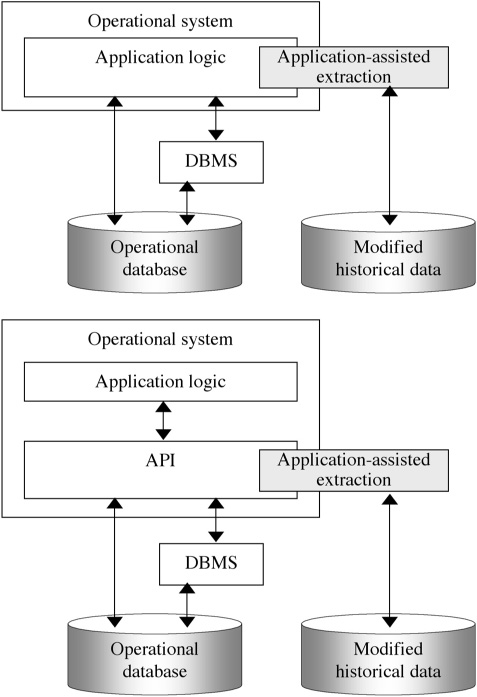 Operational system
Application logic
Application-assisted
extraction
DBMS
Operational
database
Modified
historical data
Operational system
Application logic
API
Application-assisted
extraction
DBMS
Operational
database
Modified
historical data